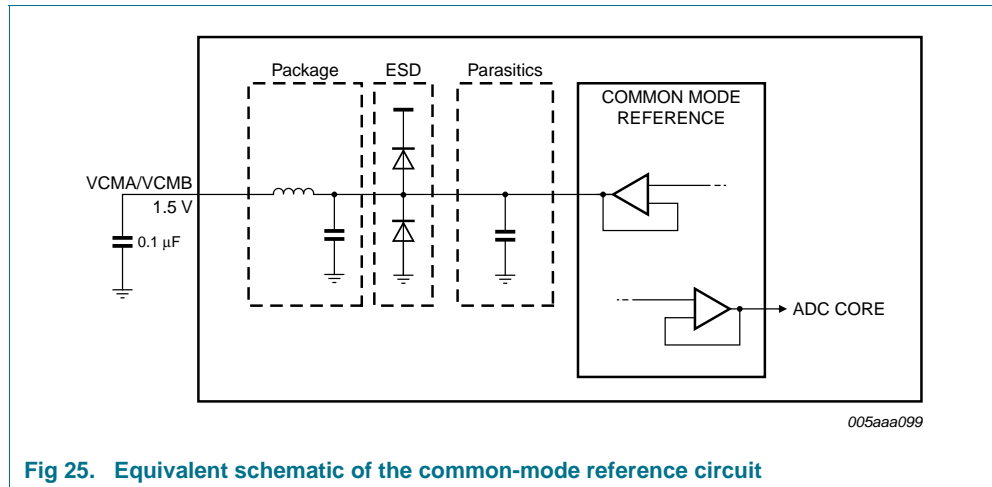 Package
ESD
Parasitics
COMMON MODE
REFERENCE
VCMA/VCMB
1.5 V
0.1 μF
ADC CORE
005aaa099
Fig 25. Equivalent schematic of the common-mode reference circuit